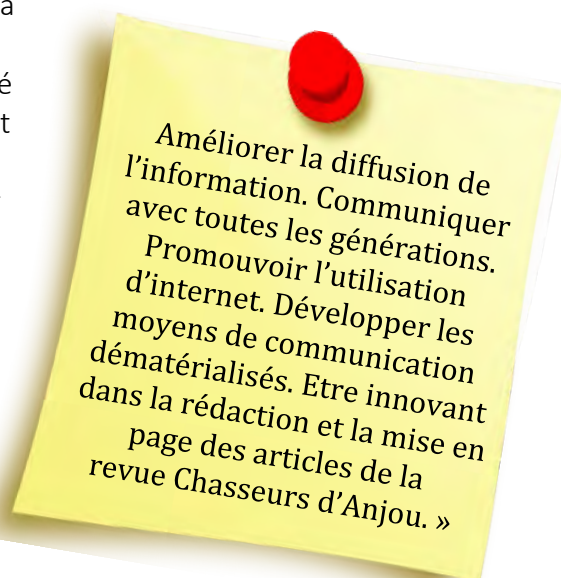 a
é
t
Améliorer la diffusion de
l’information. Communiquer
avec toutes les générations.
Promouvoir l’utilisation
d’internet. Développer les
moyens de communication
dématérialisés. Etre innovant
dans la rédaction et la mise en
page des articles de la
revue Chasseurs d’Anjou. »